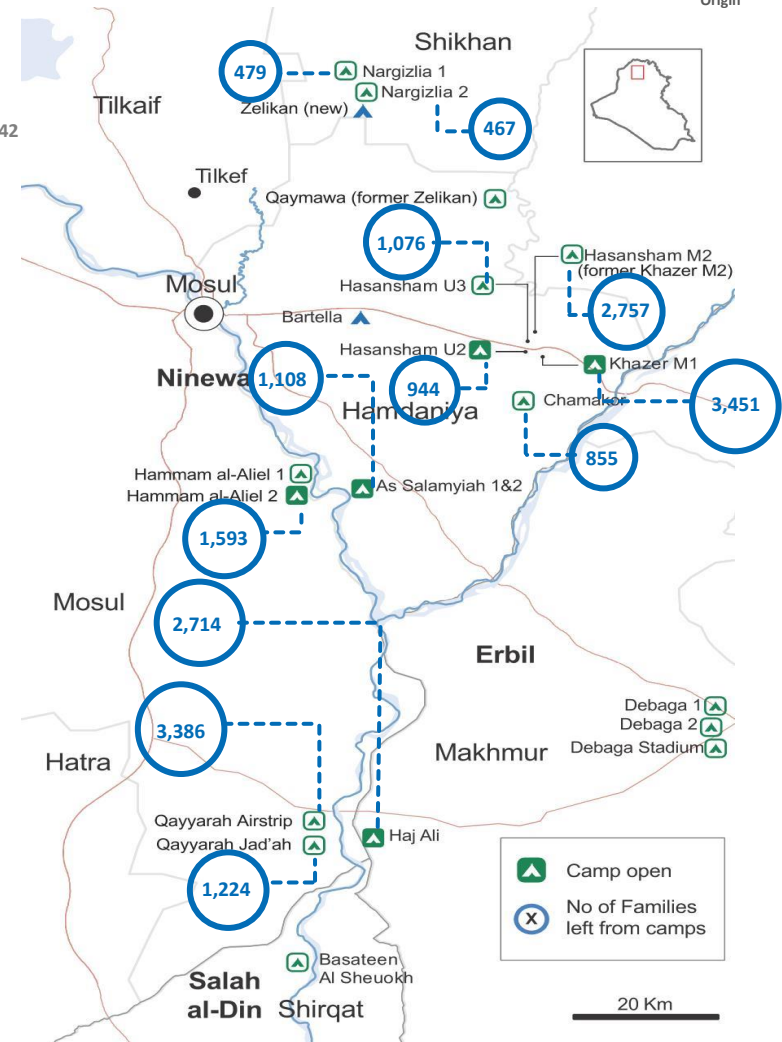 Origin
Shikhan
479
Nargizlia 1
Nargizlia 2
Zelikan (new)
Tilkaif
42
467
Tilkef
Qaymawa (former Zelikan)
1,076
Hasansham M2
(former Khazer M2)
Hasansham U3
Mosul
2,757
Bartella
Hasansham U2
Khazer M1
Ninewa
1,108
944
Hamdaniya
Chamakor
3,451
855
Hammam al-Aliel 1
Hammam al-Aliel 2
As Salamyiah 1&2
1,593
Mosul
2,714
Erbil
3,386
Debaga 1
Debaga 2
Debaga Stadium
Makhmur
Hatra
Qayyarah Airstrip
Qayyarah Jad'ah
Haj Ali
1,224
Camp open
X
No of Families
left from camps
Basateen
Al Sheuokh
Salah
al-Din
Shirqat
20 Km